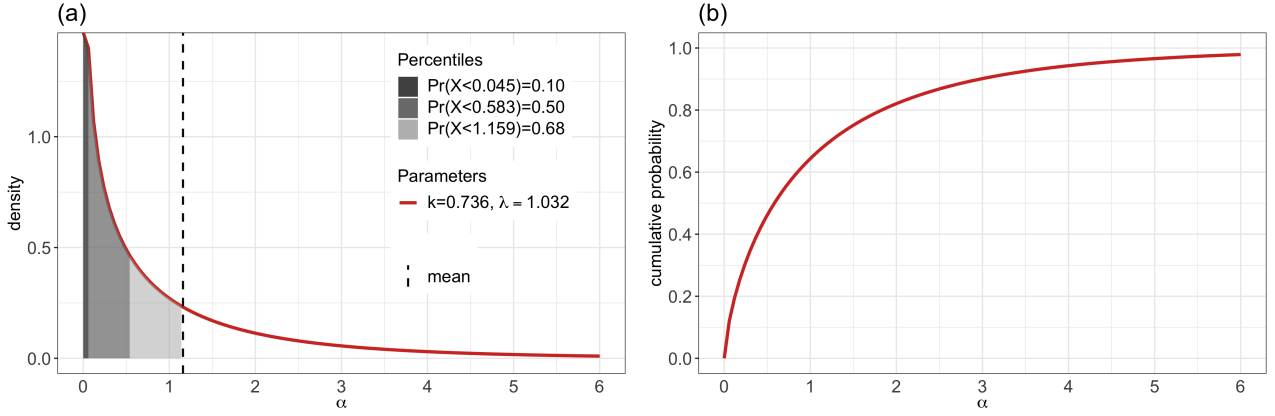 (a)
density
1.0
0.5
0.0
0 1 2 3 4 5 6
α
Percentiles
Pr(X<0.045)=0.10
Pr(X<0.583)=0.50
Pr(X<1.159)=0.68
Parameters
k=0.736, λ = 1.032
mean
(b)
cumulative probability
1.0
0.8
0.6
0.4
0.2
0.0
0 1 2 3 4 5 6
α